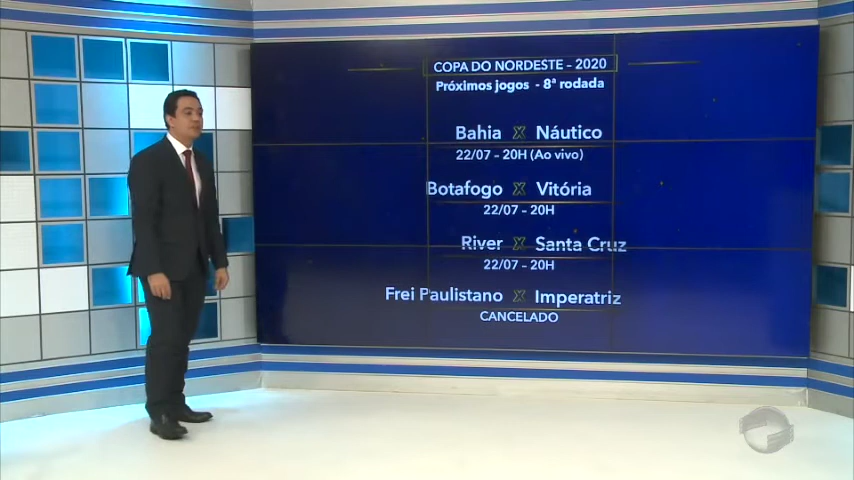 COPA DO NORDESTE - 2020
Próximos jogos - 8ª rodada
Bahia X Náutico
22/07 - 20H (Ao vivo)
Botafogo X Vitória
22/07 - 20H
River X Santa Cruz
22/07 - 20H
Frei Paulistano X Imperatriz
CANCELADO